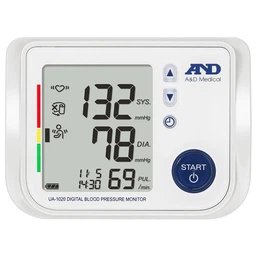 AND
A&D Medical
132 SYS.
mmHg
78 DIA.
mmHg
11/5
14:30 69 PUL.
/min.
START
UA-1020 DIGITAL BLOOD PRESSURE MONITOR